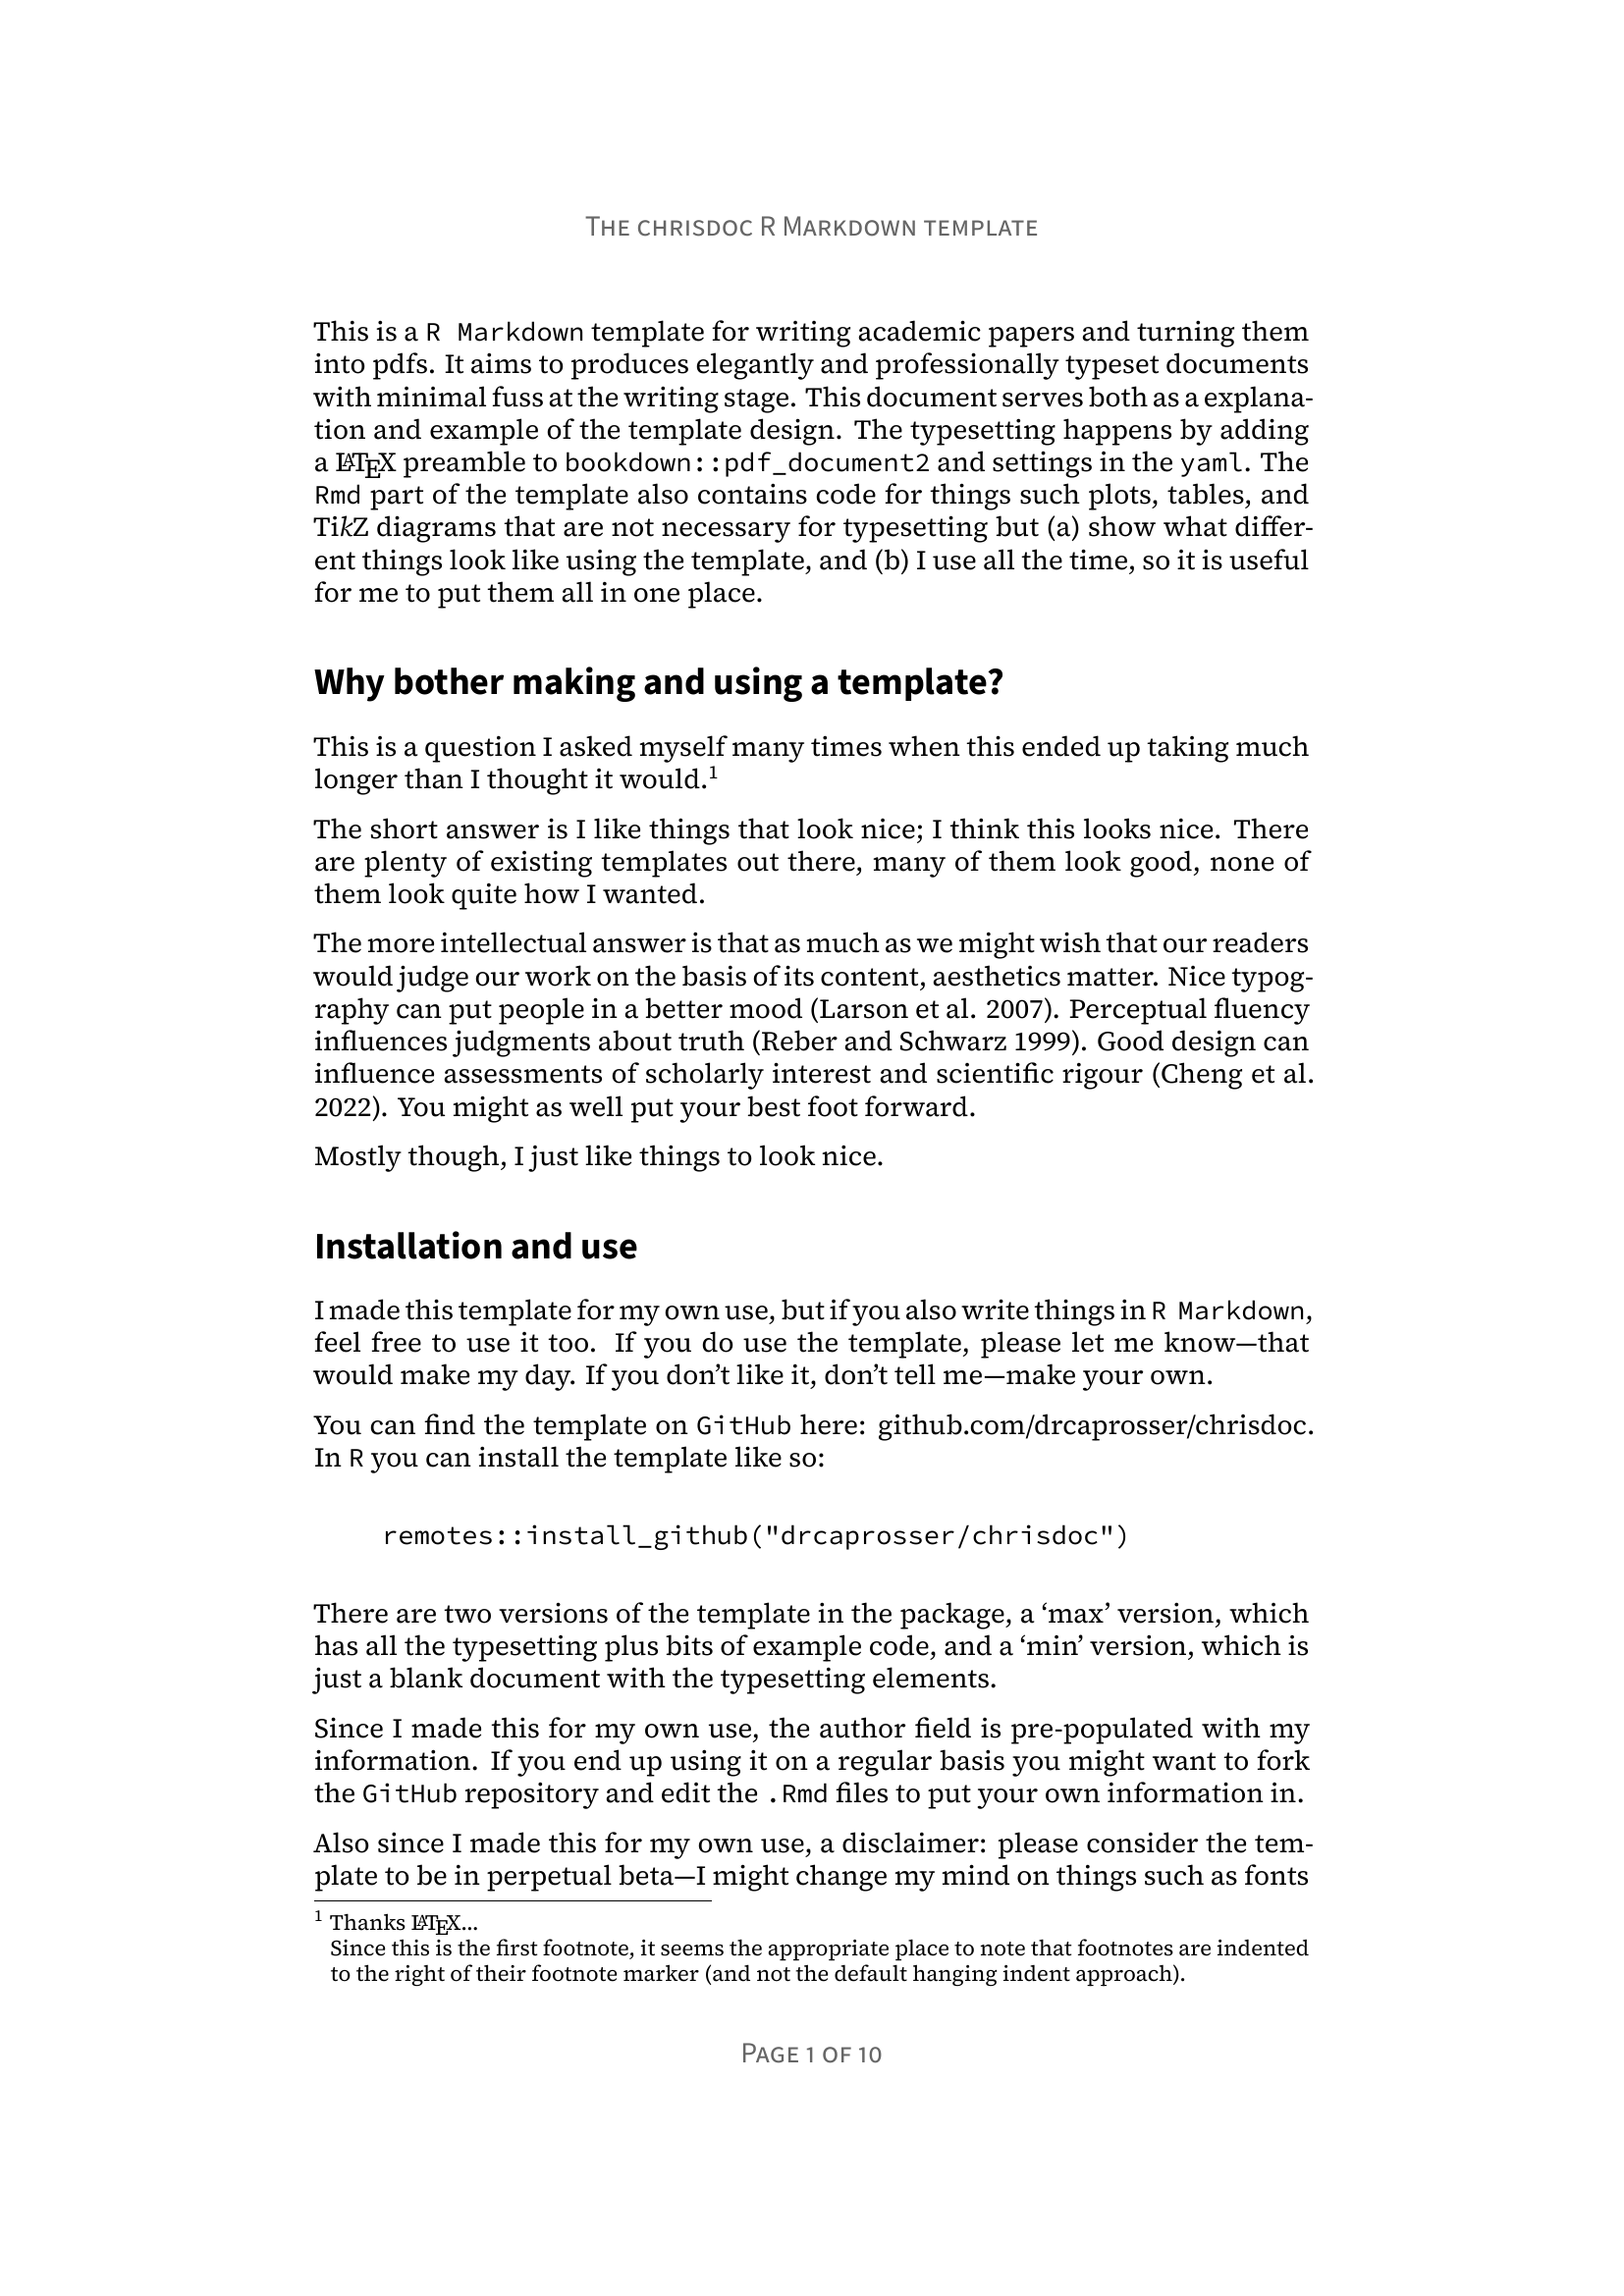 The chrisdoc R Markdown template
This is a R Markdown template for writing academic papers and turning them
into pdfs. It aims to produces elegantly and professionally typeset documents
with minimal fuss at the writing stage. This document serves both as a explana-
tion and example of the template design. The typesetting happens by adding
a LATEX preamble to bookdown::pdf_document2 and settings in the yaml. The
Rmd part of the template also contains code for things such plots, tables, and
TikZ diagrams that are not necessary for typesetting but (a) show what differ-
ent things look like using the template, and (b) I use all the time, so it is useful
for me to put them all in one place.
Why bother making and using a template?
This is a question I asked myself many times when this ended up taking much
longer than I thought it would.1
The short answer is I like things that look nice; I think this looks nice. There
are plenty of existing templates out there, many of them look good, none of
them look quite how I wanted.
The more intellectual answer is that as much as we might wish that our readers
would judge our work on the basis of its content, aesthetics matter. Nice typog-
raphy can put people in a better mood (Larson et al. 2007). Perceptual fluency
influences judgments about truth (Reber and Schwarz 1999). Good design can
influence assessments of scholarly interest and scientific rigour (Cheng et al.
2022). You might as well put your best foot forward.
Mostly though, I just like things to look nice.
Installation and use
I made this template for my own use, but if you also write things in R Markdown,
feel free to use it too. If you do use the template, please let me know—that
would make my day. If you don’t like it, don’t tell me—make your own.
You can find the template on GitHub here: github.com/drcaprosser/chrisdoc.
In R you can install the template like so:
remotes::install_github("drcaprosser/chrisdoc")
There are two versions of the template in the package, a ‘max’ version, which
has all the typesetting plus bits of example code, and a ‘min’ version, which is
just a blank document with the typesetting elements.
Since I made this for my own use, the author field is pre-populated with my
information. If you end up using it on a regular basis you might want to fork
the GitHub repository and edit the .Rmd files to put your own information in.
Also since I made this for my own use, a disclaimer: please consider the tem-
plate to be in perpetual beta—I might change my mind on things such as fonts
1 Thanks LATEX...
Since this is the first footnote, it seems the appropriate place to note that footnotes are indented
to the right of their footnote marker (and not the default hanging indent approach).
Page 1 of 10